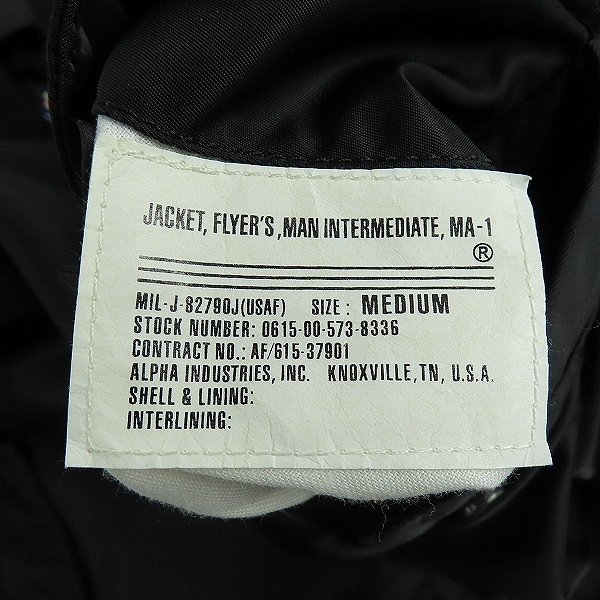 JACKET, FLYER'S, MAN INTERMEDIATE, MA-1
®
MIL-J-82790J(USAF) SIZE: MEDIUM
STOCK NUMBER: 0615-00-573-8336
CONTRACT NO.: AF/615-37901
ALPHA INDUSTRIES, INC. KNOXVILLE, TN, U.S.A.
SHELL & LINING:
INTERLINING: